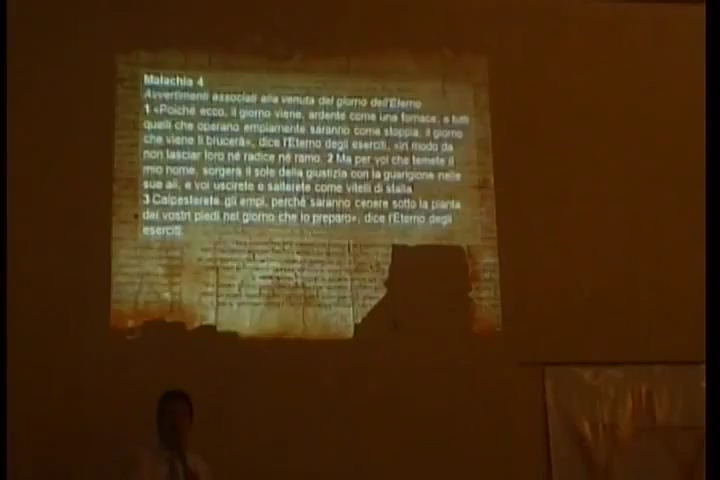 Malachia 4
Avvertimenti associati alla venuta del giorno dell'Eterno
1 «Poiché ecco, il giorno viene, ardente come una fornace, e tutti
quelli che operano empiamente saranno come stoppia; il giorno
che viene li brucerà», dice l'Eterno degli eserciti, «in modo da
non lasciar loro né radice né ramo. 2 Ma per voi che temete il
mio nome, sorgerà il sole della giustizia con la guarigione nelle
sue ali, e voi uscirete e salterete come vitelli di stalla.
3 Calpesterete gli empi, perché saranno cenere sotto la pianta
dei vostri piedi nel giorno che io preparo», dice l'Eterno degli
eserciti.